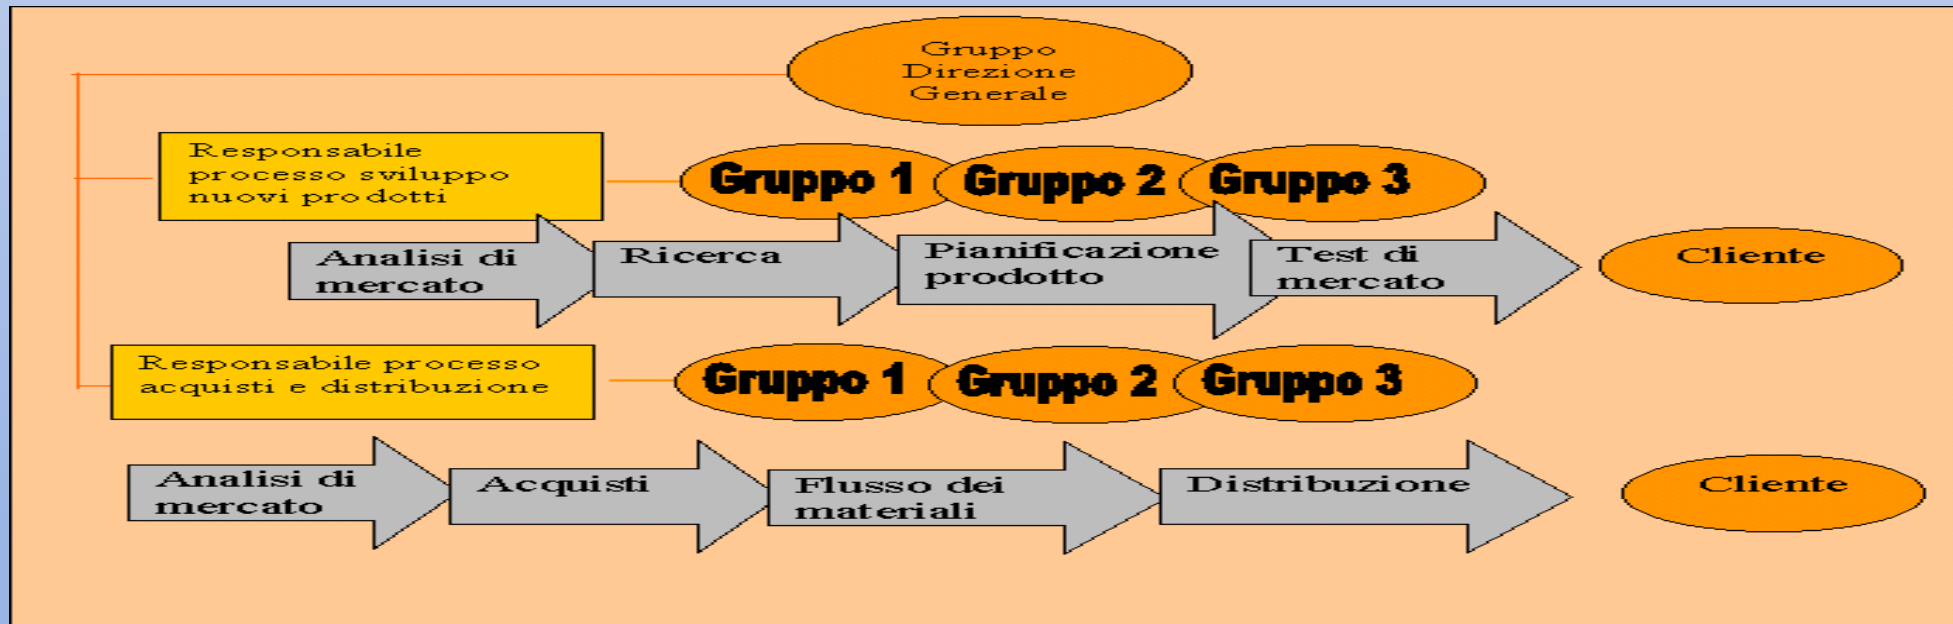 Gruppo
Direzione
Generale
Responsabile
processo sviluppo
nuovi prodotti
Gruppo 1
Gruppo 2
Gruppo 3
Analisi di
mercato
Ricerca
Pianificazione
prodotto
Test di
mercato
Cliente
Responsabile processo
acquisti e distribuzione
Gruppo 1
Gruppo 2
Gruppo 3
Analisi di
mercato
Acquisti
Flusso dei
materiali
Distribuzione
Cliente